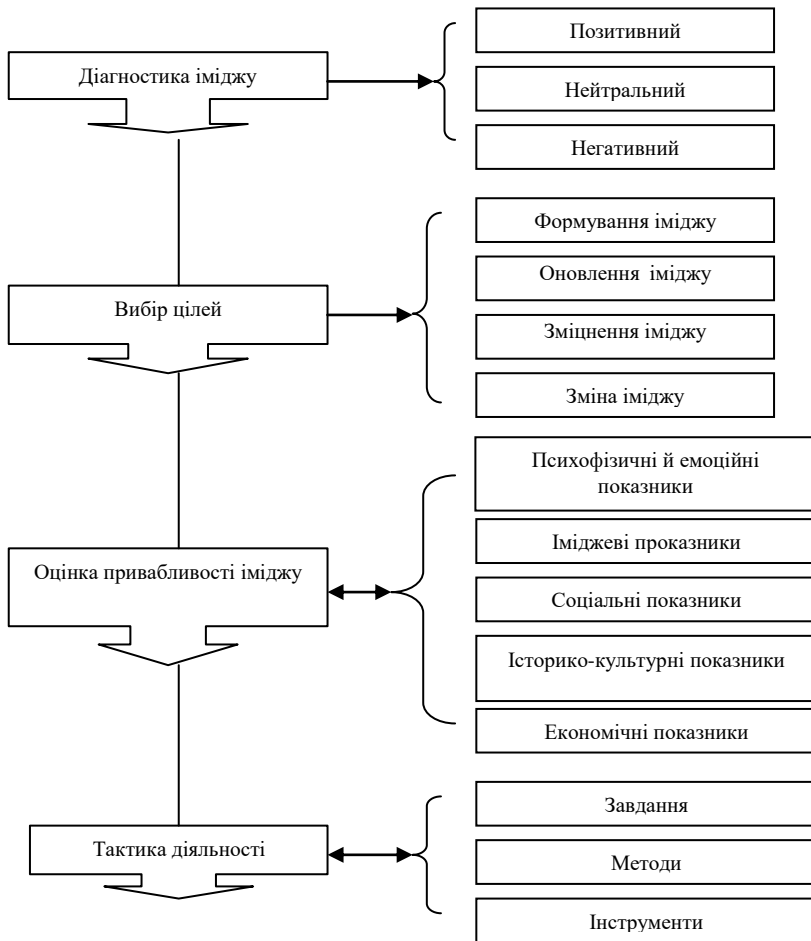 Діагностика іміджу
Позитивний
Нейтральний
Негативний
Вибір цілей
Формування іміджу
Оновлення іміджу
Зміцнення іміджу
Зміна іміджу
Оцінка привабливості іміджу
Психофізичні й емоційні
показники
Іміджеві проказники
Соціальні показники
Історико-культурні показники
Економічні показники
Тактика діяльності
Завдання
Методи
Інструменти